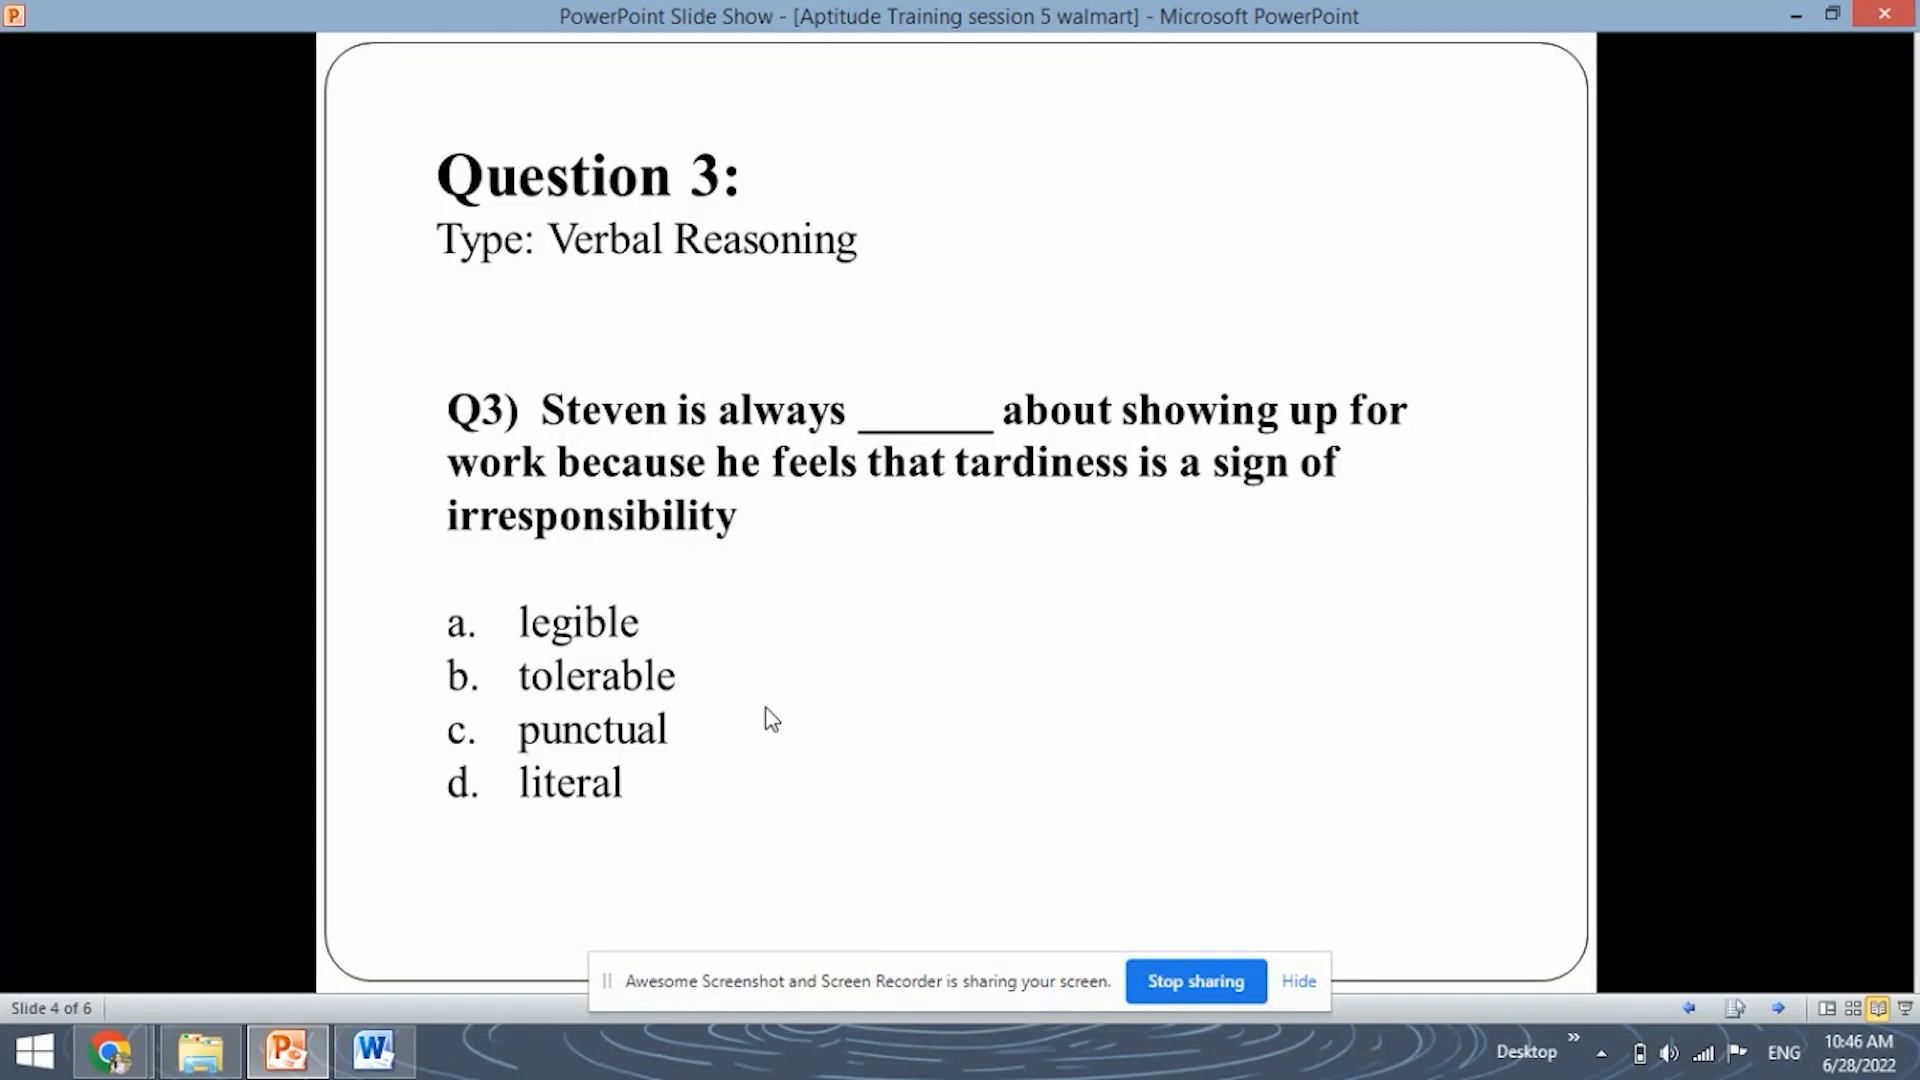 PowerPoint Slide Show - [Aptitude Training session 5 walmart] - Microsoft PowerPoint
Question 3:
Type: Verbal Reasoning
Q3) Steven is always ______ about showing up for
work because he feels that tardiness is a sign of
irresponsibility
a. legible
b. tolerable
c. punctual
d. literal
Awesome Screenshot and Screen Recorder is sharing your screen. Stop sharing Hide
Slide 4 of 6
Desktop
ENG
10:46 AM
6/28/2022